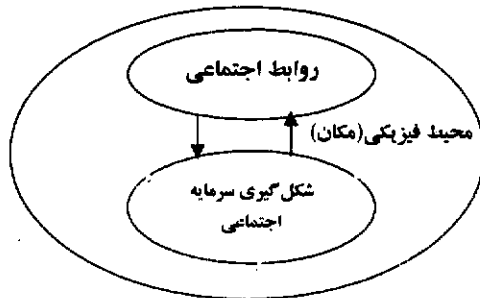 روابط اجتماعی
محیط فیزیکی(مکان)
شکل گیری سرمایه
اجتماعی